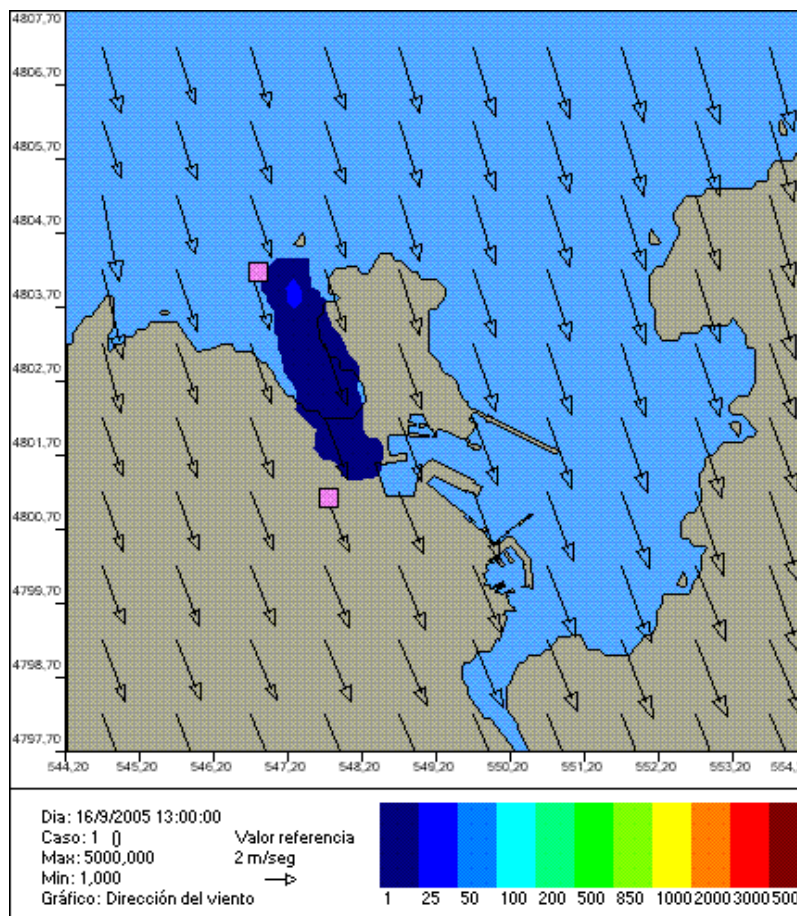 4807,70
4806,70
4805,70
4804,70
4803,70
4802,70
4801,70
4800,70
4799,70
4798,70
4797,70
544,20 545,20 546,20 547,20 548,20 549,20 550,20 551,20 552,20 553,20 554,
Dia: 16/9/2005 13:00:00
Caso: 1 () Valor referencia
Max: 5000,000 2 m/seg
Min: 1,000
Gráfico: Dirección del viento
1 25 50 100 200 500 850 1000 2000 3000 500